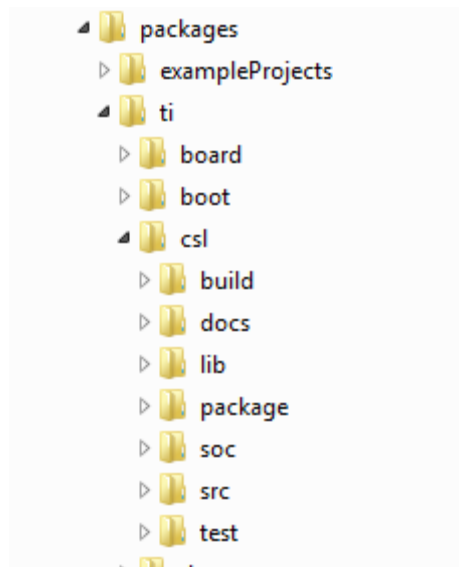 packages
exampleProjects
ti
board
boot
csl
build
docs
lib
package
soc
src
test